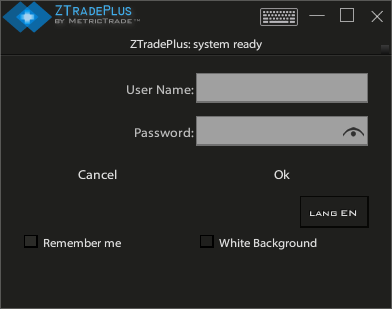 ZTradePlus
by MetricTrade™
ZTradePlus: system ready
User Name:
Password:
Cancel Ok
LANG EN
Remember me White Background